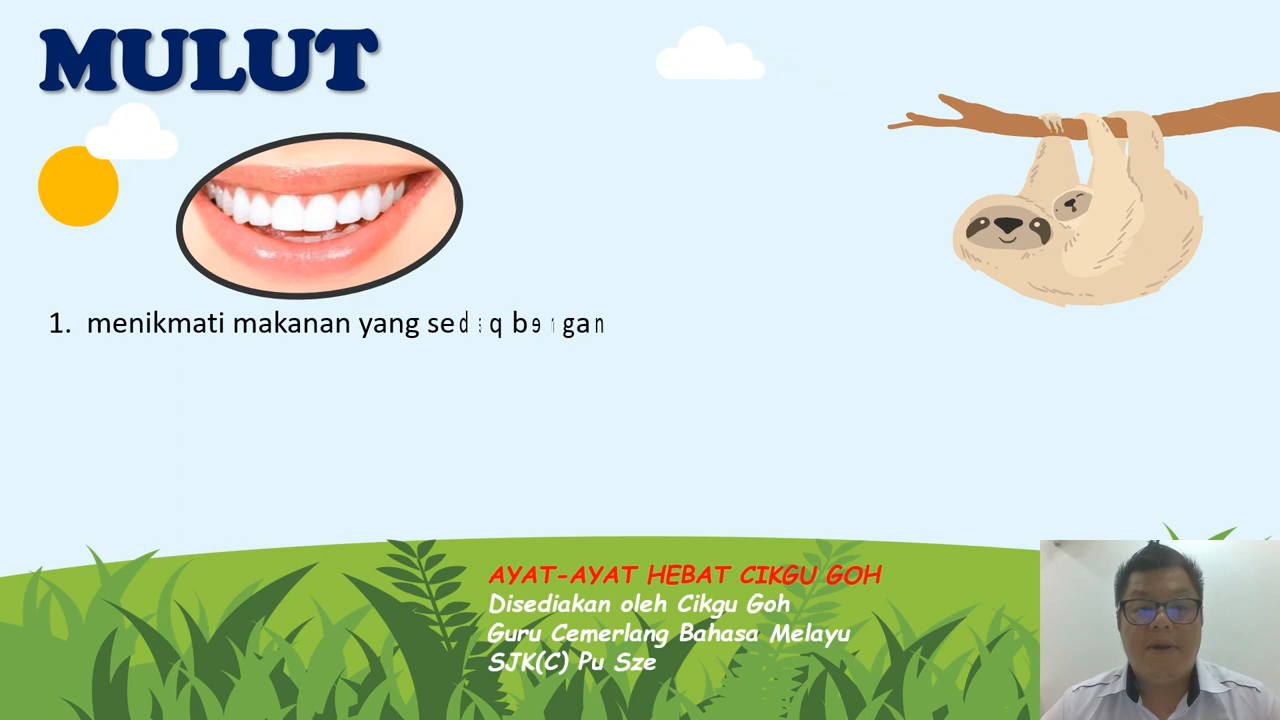 MULUT
1. menikmati makanan yang
AYAT-AYAT HEBAT CIKGU GOH
Disediakan oleh Cikgu Goh
Guru Cemerlang Bahasa Melayu
SJK(C) Pu Sze